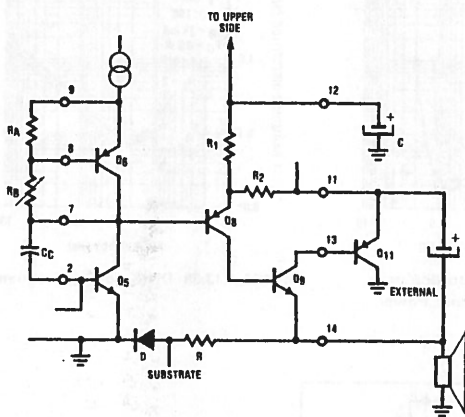 TO UPPER
SIDE
9
12
RA
+
C
R1
8
Q6
R2
11
RB
7
Q8
+
CC
13
Q11
2
Q5
Q9
EXTERNAL
14
D
R
SUBSTRATE